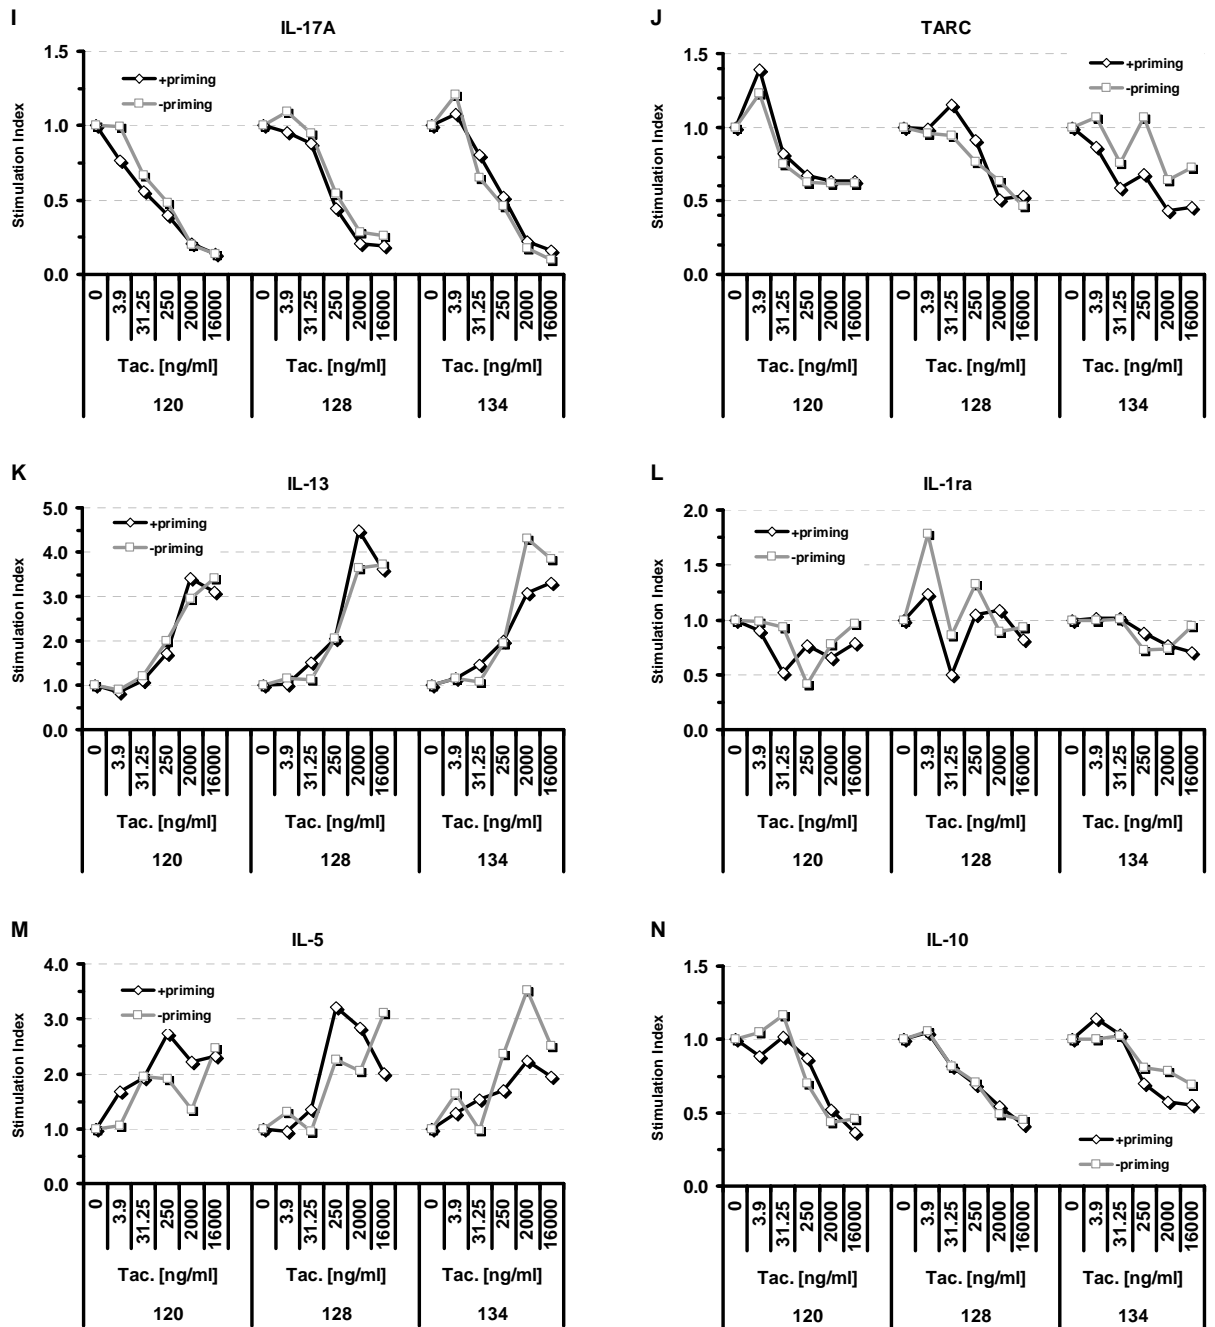 I
IL-17A
Stimulation Index
1.5
1.0
0.5
0.0
+priming
-priming
0 3.9 31.25 250 2000 16000 0 3.9 31.25 250 2000 16000 0 3.9 31.25 250 2000 16000
Tac. [ng/ml] Tac. [ng/ml] Tac. [ng/ml]
120 128 134
J
TARC
Stimulation Index
1.5
1.0
0.5
0.0
+priming
-priming
0 3.9 31.25 250 2000 16000 0 3.9 31.25 250 2000 16000 0 3.9 31.25 250 2000 16000
Tac. [ng/ml] Tac. [ng/ml] Tac. [ng/ml]
120 128 134
K
IL-13
Stimulation Index
5.0
4.0
3.0
2.0
1.0
0.0
+priming
-priming
0 3.9 31.25 250 2000 16000 0 3.9 31.25 250 2000 16000 0 3.9 31.25 250 2000 16000
Tac. [ng/ml] Tac. [ng/ml] Tac. [ng/ml]
120 128 134
L
IL-1ra
Stimulation Index
2.0
1.5
1.0
0.5
0.0
+priming
-priming
0 3.9 31.25 250 2000 16000 0 3.9 31.25 250 2000 16000 0 3.9 31.25 250 2000 16000
Tac. [ng/ml] Tac. [ng/ml] Tac. [ng/ml]
120 128 134
M
IL-5
Stimulation Index
4.0
3.0
2.0
1.0
0.0
+priming
-priming
0 3.9 31.25 250 2000 16000 0 3.9 31.25 250 2000 16000 0 3.9 31.25 250 2000 16000
Tac. [ng/ml] Tac. [ng/ml] Tac. [ng/ml]
120 128 134
N
IL-10
Stimulation Index
1.5
1.0
0.5
0.0
+priming
-priming
0 3.9 31.25 250 2000 16000 0 3.9 31.25 250 2000 16000 0 3.9 31.25 250 2000 16000
Tac. [ng/ml] Tac. [ng/ml] Tac. [ng/ml]
120 128 134